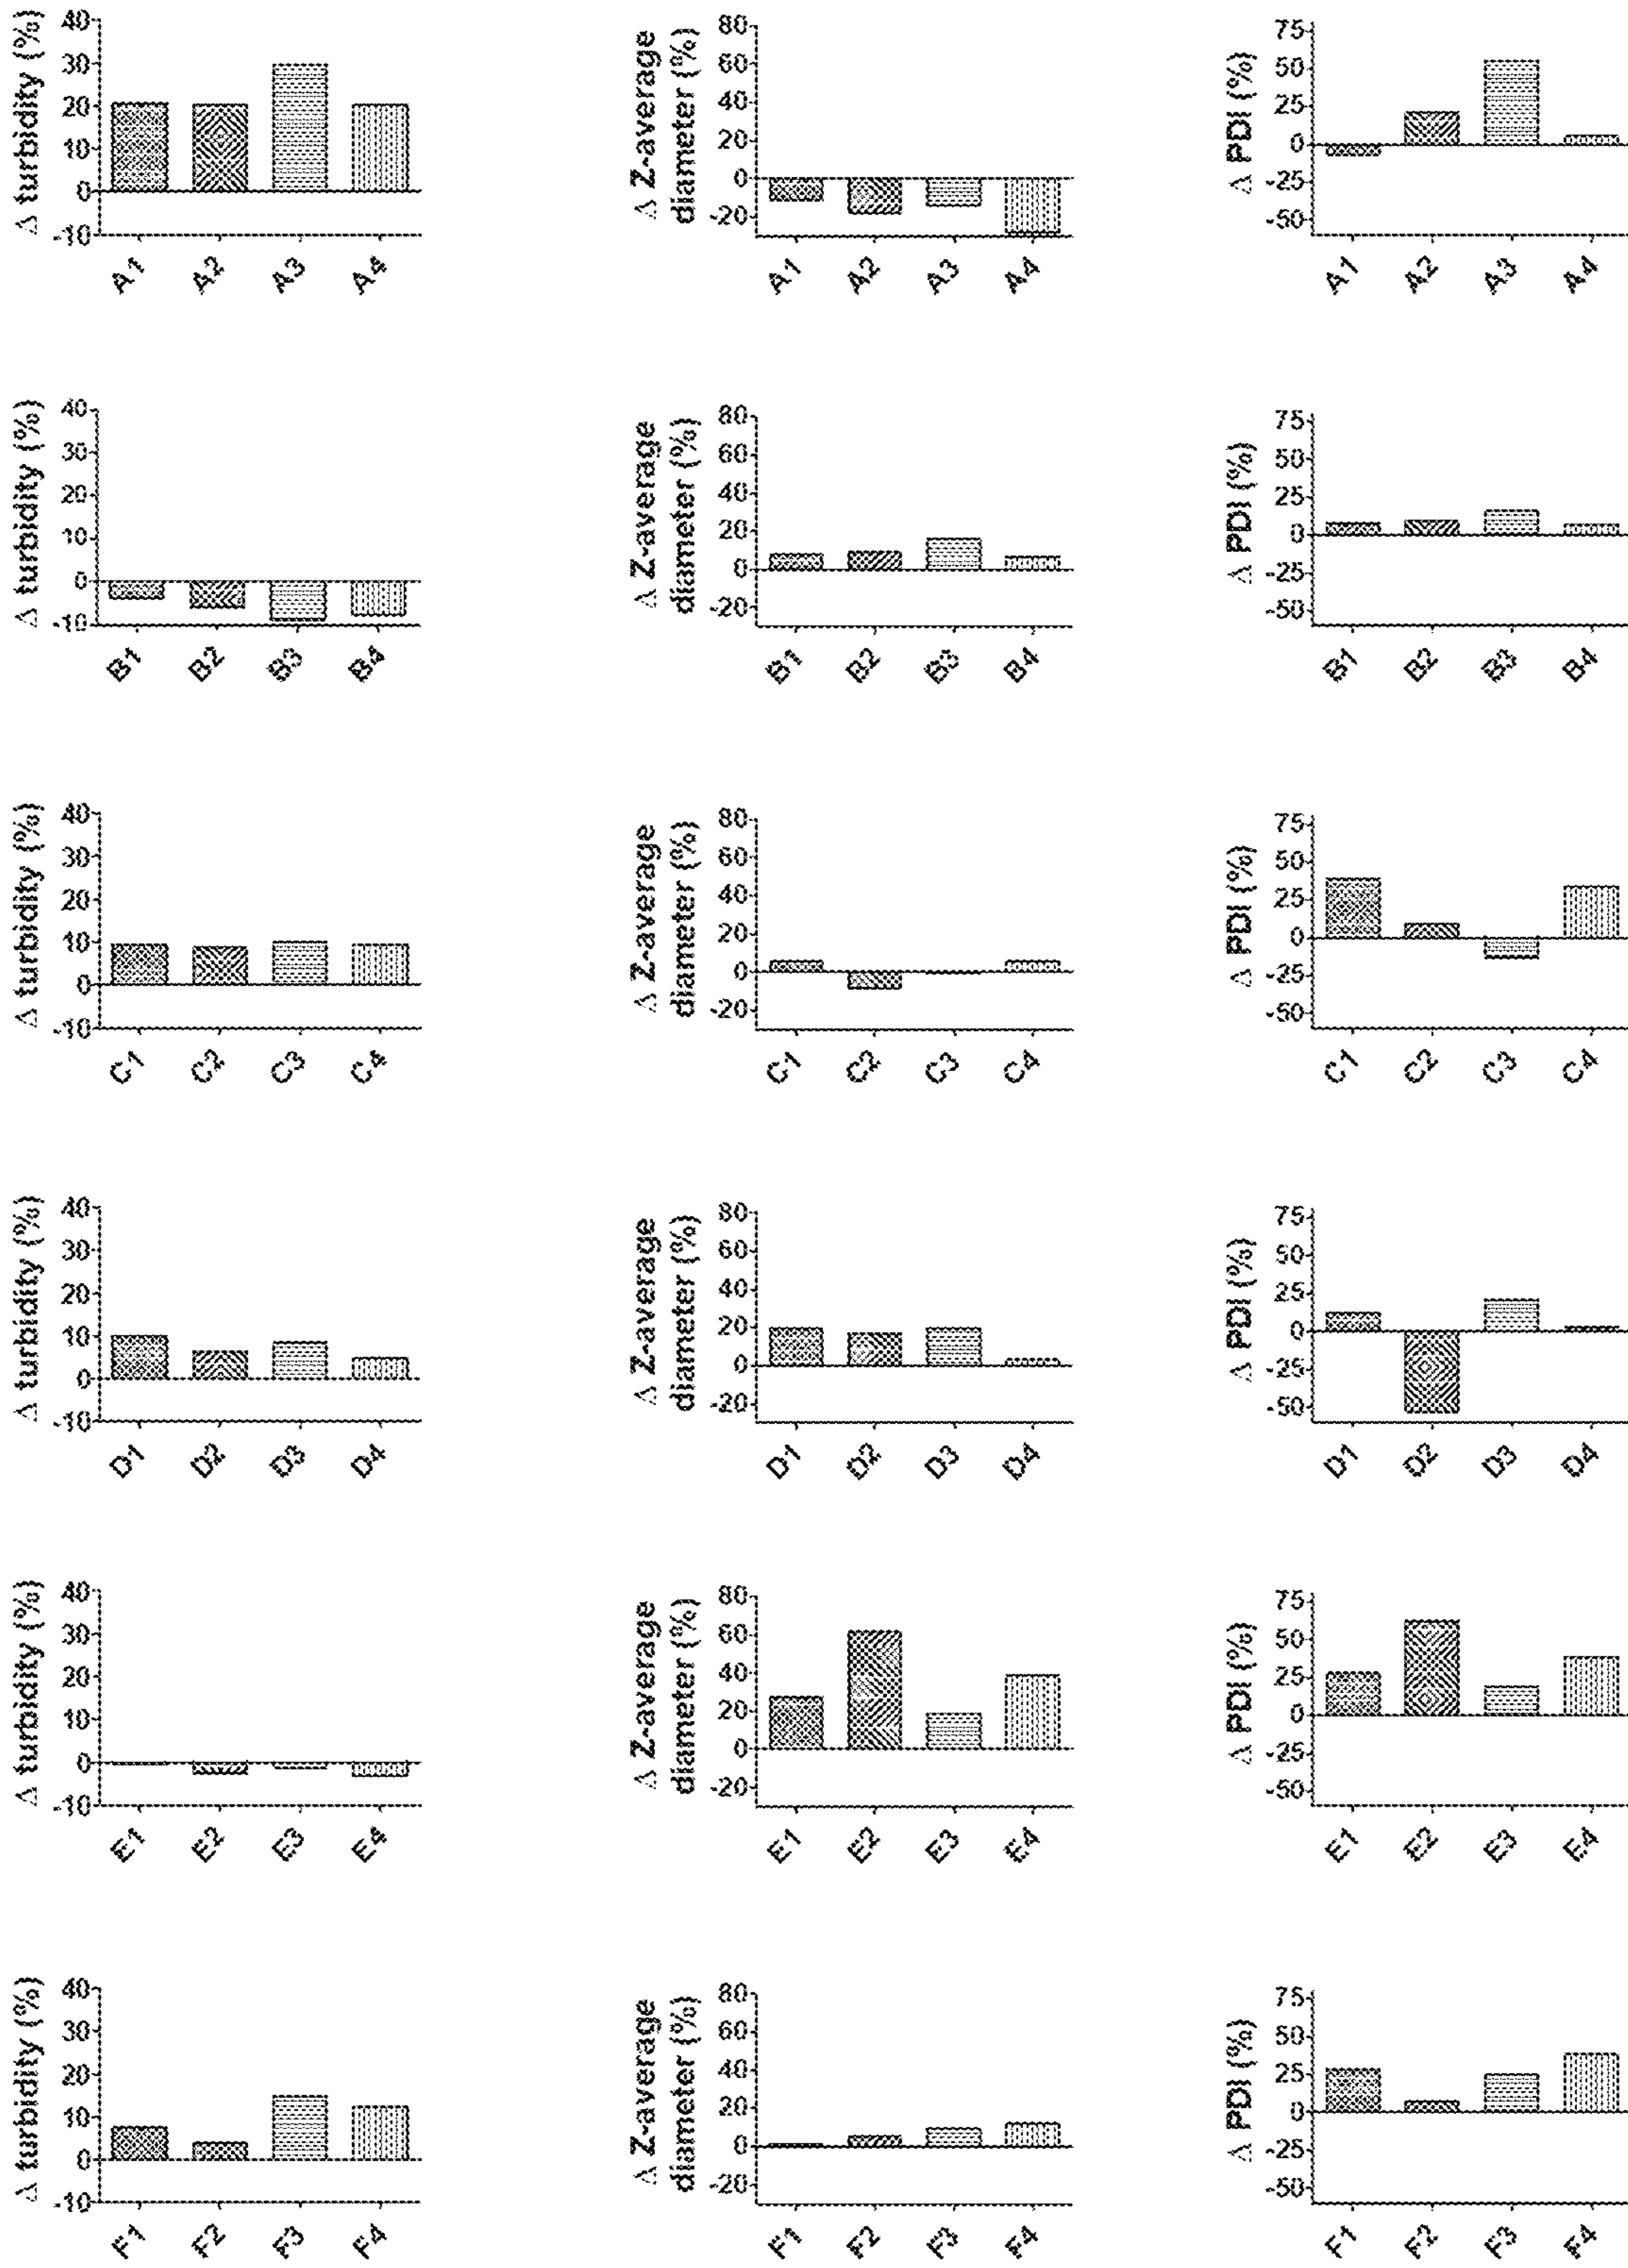 Δ turbidity (%)
40
30
20
10
0
-10
A1 A2 A3 A4
Δ Z-average
diameter (%)
80
60
40
20
0
-20
A1 A2 A3 A4
Δ PDI (%)
75
50
25
0
-25
-50
A1 A2 A3 A4
Δ turbidity (%)
40
30
20
10
0
-10
B1 B2 B3 B4
Δ Z-average
diameter (%)
80
60
40
20
0
-20
B1 B2 B3 B4
Δ PDI (%)
75
50
25
0
-25
-50
B1 B2 B3 B4
Δ turbidity (%)
40
30
20
10
0
-10
C1 C2 C3 C4
Δ Z-average
diameter (%)
80
60
40
20
0
-20
C1 C2 C3 C4
Δ PDI (%)
75
50
25
0
-25
-50
C1 C2 C3 C4
Δ turbidity (%)
40
30
20
10
0
-10
D1 D2 D3 D4
Δ Z-average
diameter (%)
80
60
40
20
0
-20
D1 D2 D3 D4
Δ PDI (%)
75
50
25
0
-25
-50
D1 D2 D3 D4
Δ turbidity (%)
40
30
20
10
0
-10
E1 E2 E3 E4
Δ Z-average
diameter (%)
80
60
40
20
0
-20
E1 E2 E3 E4
Δ PDI (%)
75
50
25
0
-25
-50
E1 E2 E3 E4
Δ turbidity (%)
40
30
20
10
0
-10
F1 F2 F3 F4
Δ Z-average
diameter (%)
80
60
40
20
0
-20
F1 F2 F3 F4
Δ PDI (%)
75
50
25
0
-25
-50
F1 F2 F3 F4